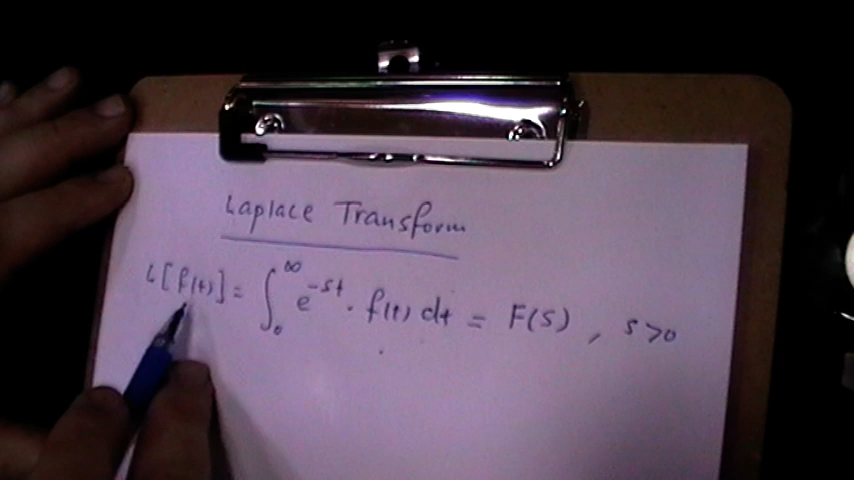 Laplace Transform
L[f(t)] = ∫₀^∞ e^{-st} · f(t) dt = F(s) , s>0